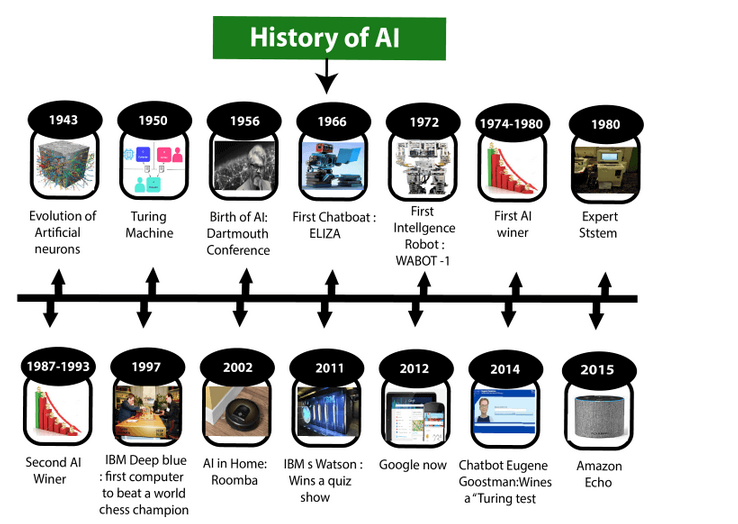 History of AI
1943
1950
1956
1966
1972
1974-1980
1980
Evolution of
Artificial
neurons
Turing
Machine
Birth of AI:
Dartmouth
Conference
First Chatboat :
ELIZA
First
Intellgence
Robot :
WABOT -1
First AI
winer
Expert
Ststem
1987-1993
1997
2002
2011
2012
2014
2015
Second AI
Winer
IBM Deep blue
: first computer
to beat a world
chess champion
AI in Home:
Roomba
IBM s Watson :
Wins a quiz
show
Google now
Chatbot Eugene
Goostman:Wines
a “Turing test
Amazon
Echo